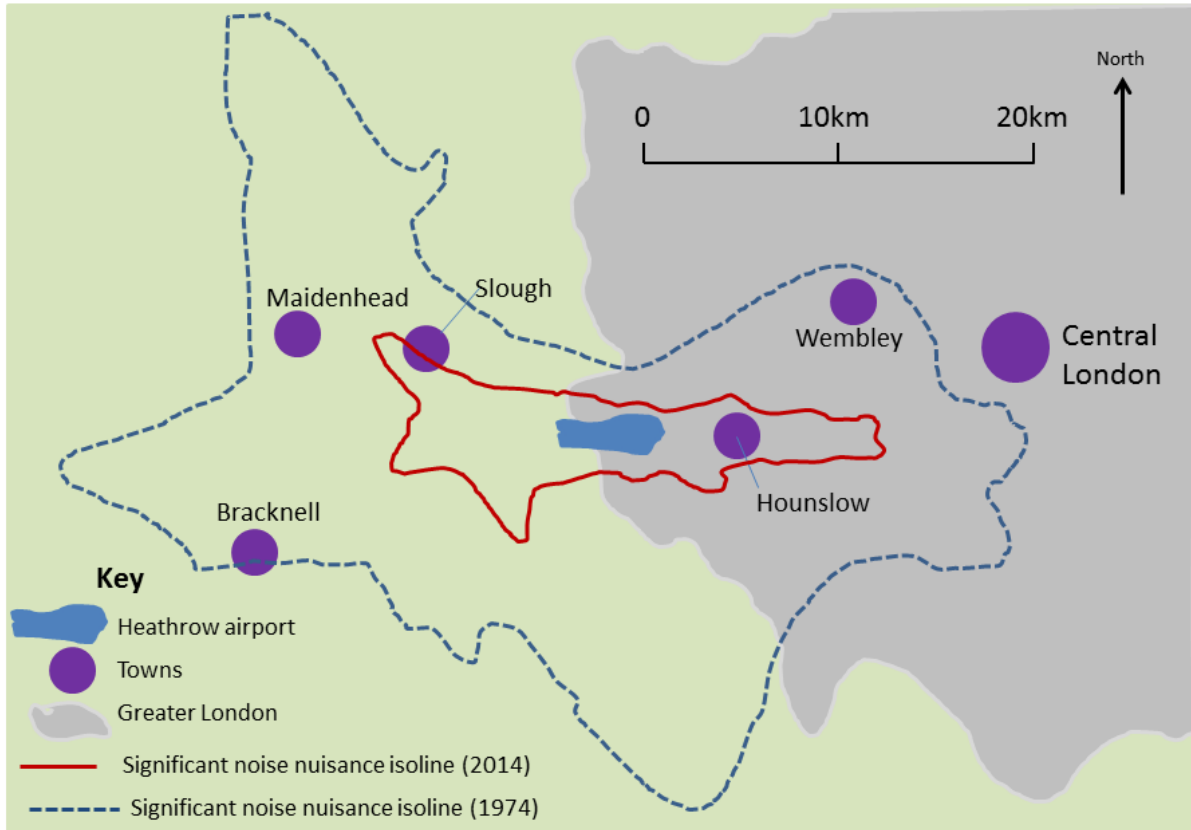 North
0 10km 20km
Maidenhead
Slough
Wembley
Central
London
Hounslow
Bracknell
Key
Heathrow airport
Towns
Greater London
Significant noise nuisance isoline (2014)
Significant noise nuisance isoline (1974)